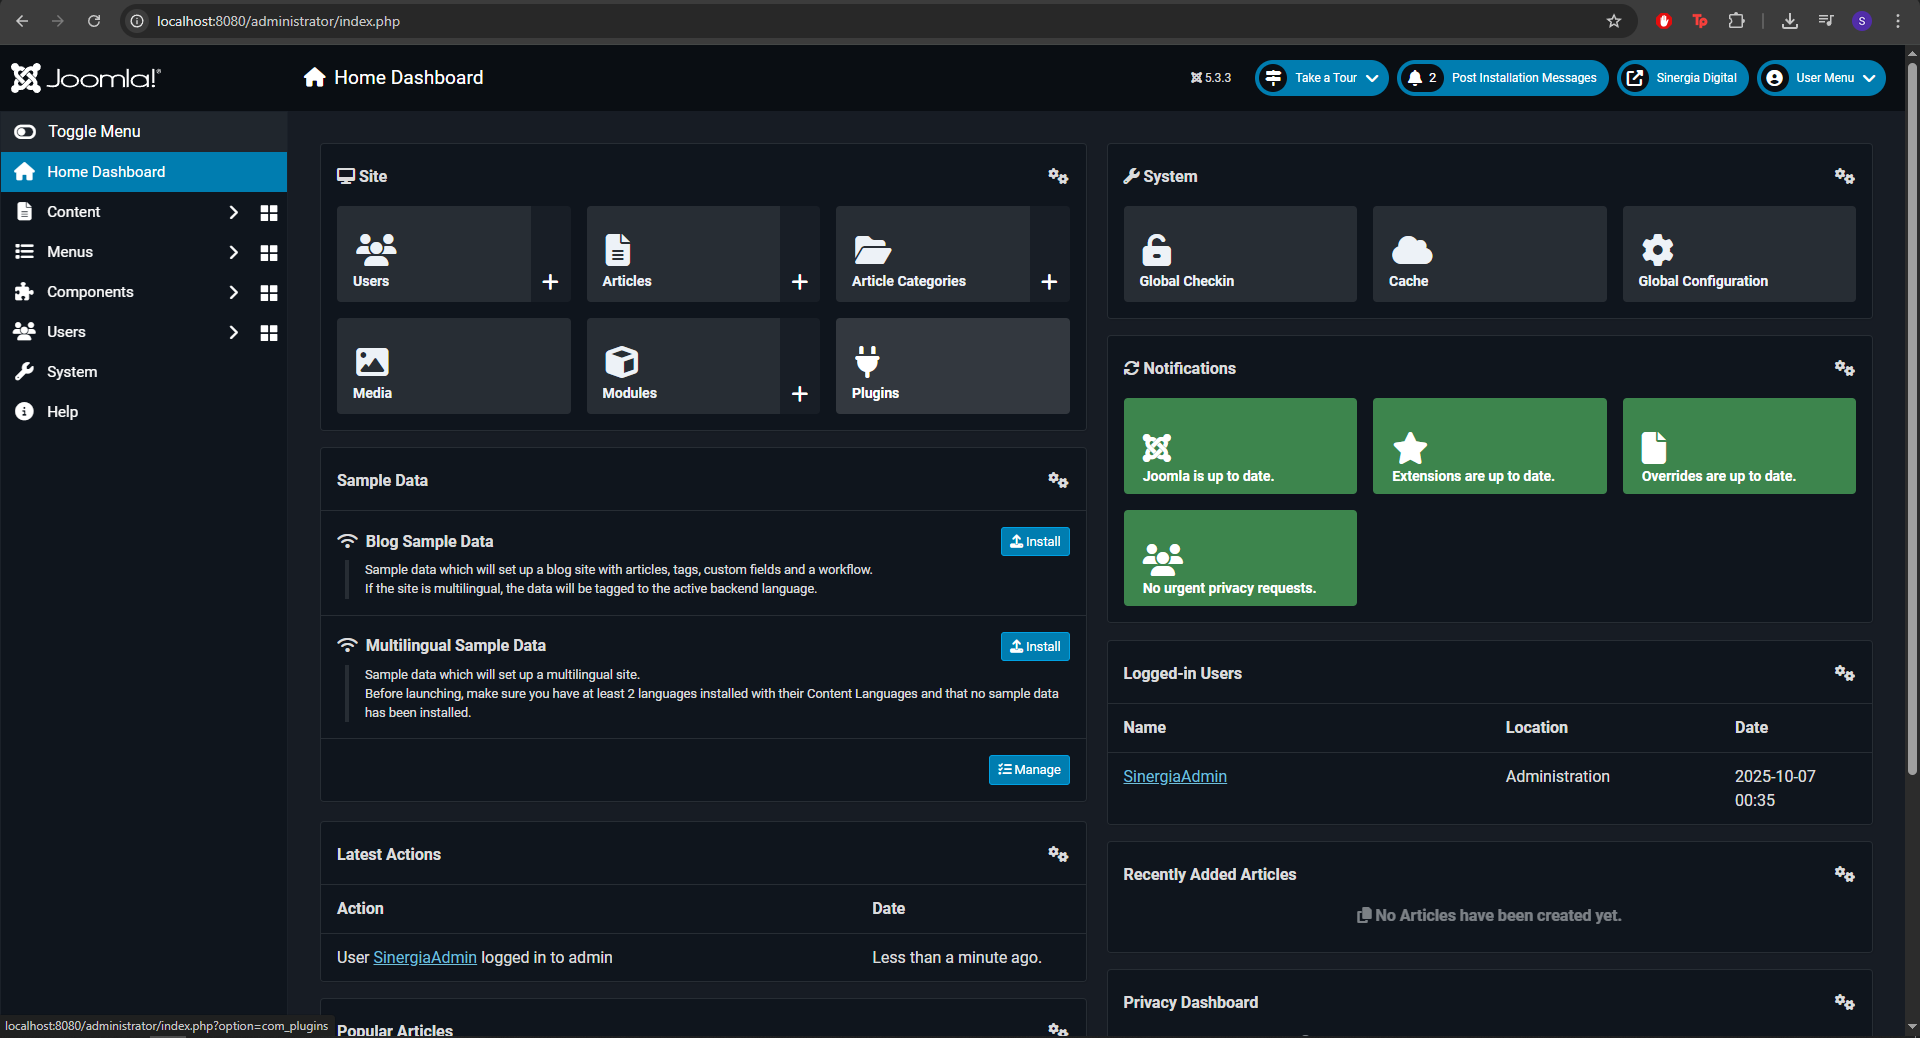 localhost:8080/administrator/index.php
Tp
S
Joomla!®
Home Dashboard
5.3.3
Take a Tour
2
Post Installation Messages
Sinergia Digital
User Menu
Toggle Menu
Home Dashboard
Content
Menus
Components
Users
System
Help
Site
Users
Articles
Article Categories
Media
Modules
Plugins
Sample Data
Blog Sample Data
Install
Sample data which will set up a blog site with articles, tags, custom fields and a workflow.
If the site is multilingual, the data will be tagged to the active backend language.
Multilingual Sample Data
Install
Sample data which will set up a multilingual site.
Before launching, make sure you have at least 2 languages installed with their Content Languages and that no sample data
has been installed.
Manage
Latest Actions
Action Date
User SinergiaAdmin logged in to admin Less than a minute ago.
Popular Articles
System
Global Checkin
Cache
Global Configuration
Notifications
Joomla is up to date.
Extensions are up to date.
Overrides are up to date.
No urgent privacy requests.
Logged-in Users
Name Location Date
SinergiaAdmin Administration 2025-10-07
00:35
Recently Added Articles
No Articles have been created yet.
Privacy Dashboard
localhost:8080/administrator/index.php?option=com_plugins